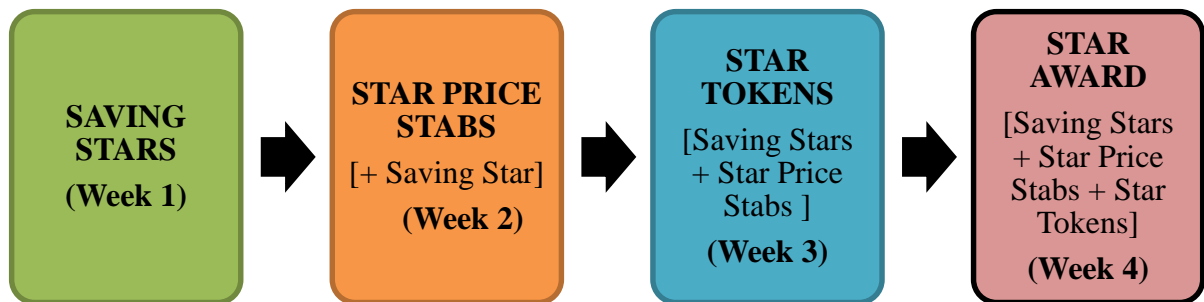 SAVING
STARS
(Week 1)
STAR PRICE
STABS
[+ Saving Star]
(Week 2)
STAR
TOKENS
[Saving Stars
+ Star Price
Stabs ]
(Week 3)
STAR
AWARD
[Saving Stars
+ Star Price
Stabs + Star
Tokens]
(Week 4)